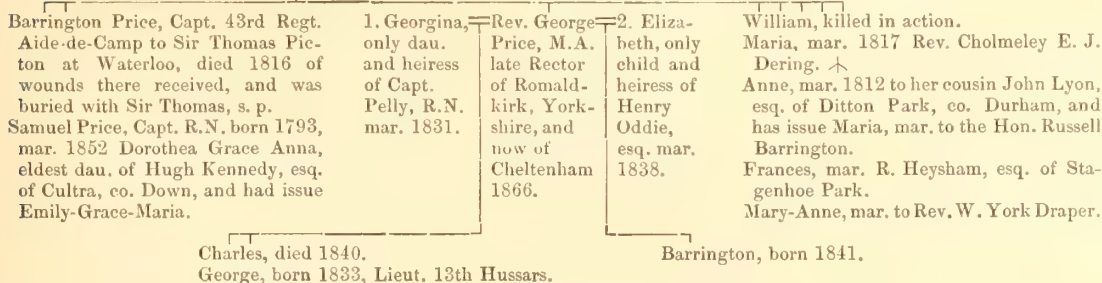 Barrington Price, Capt. 43rd Regt.
Aide-de-Camp to Sir Thomas Pic-
ton at Waterloo, died 1816 of
wounds there received, and was
buried with Sir Thomas, s. p.
Samuel Price, Capt. R.N. born 1793,
mar. 1852 Dorothea Grace Anna,
eldest dau. of Hugh Kennedy, esq.
of Cultra, co. Down, and had issue
Emily-Grace-Maria.
1. Georgina,
only dau.
and heiress
of Capt.
Pelly, R.N.
mar. 1831.
Rev. George
Price, M.A.
late Rector
of Romald-
kirk, York-
shire, and
now of
Cheltenham
1866.
2. Eliza-
beth, only
child and
heiress of
Henry
Oddie,
esq. mar.
1838.
William, killed in action.
Maria, mar. 1817 Rev. Cholmeley E. J.
Dering.
Anne, mar. 1812 to her cousin John Lyon,
esq. of Ditton Park, co. Durham, and
has issue Maria, mar. to the Hon. Russell
Barrington.
Frances, mar. R. Heysham, esq. of Sta-
genhoe Park.
Mary-Anne, mar. to Rev. W. York Draper.
Charles, died 1840.
George, born 1833, Lieut. 13th Hussars.
Barrington, born 1841.